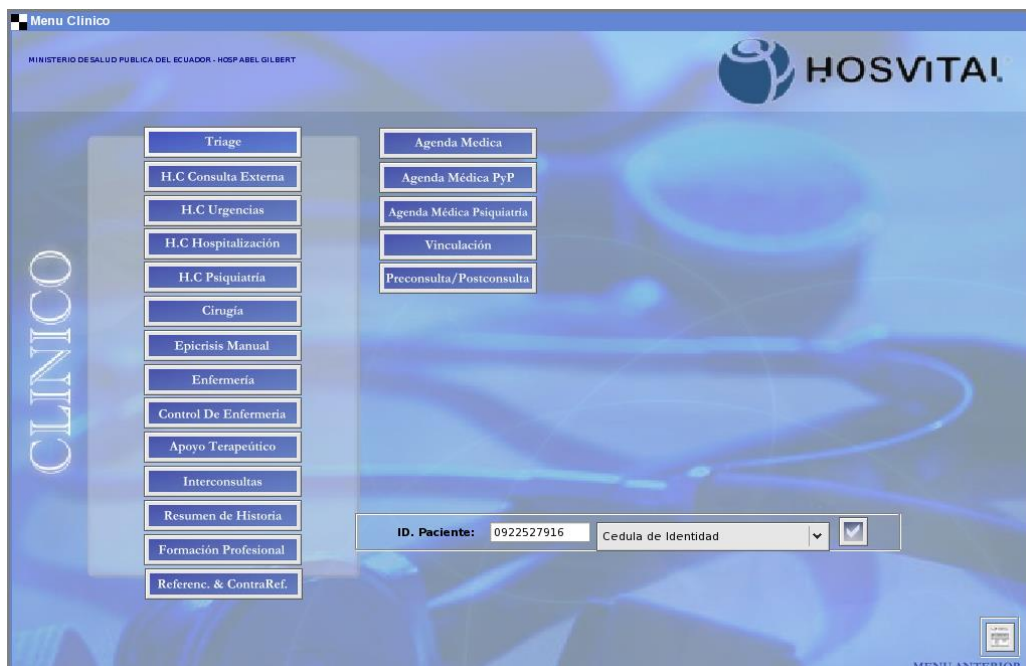 Menu Clinico
MINISTERIO DE SALUD PUBLICA DEL ECUADOR - HOSP ABEL GILBERT
HOSVITAL
CLINICO
Triage
H.C Consulta Externa
H.C Urgencias
H.C Hospitalización
H.C Psiquiatría
Cirugía
Epicrisis Manual
Enfermería
Control De Enfermeria
Apoyo Terapeútico
Interconsultas
Resumen de Historia
Formación Profesional
Referenc. & ContraRef.
Agenda Medica
Agenda Médica PyP
Agenda Médica Psiquiatría
Vinculación
Preconsulta/Postconsulta
ID. Paciente: 0922527916 Cedula de Identidad
MENU ANTERIOR